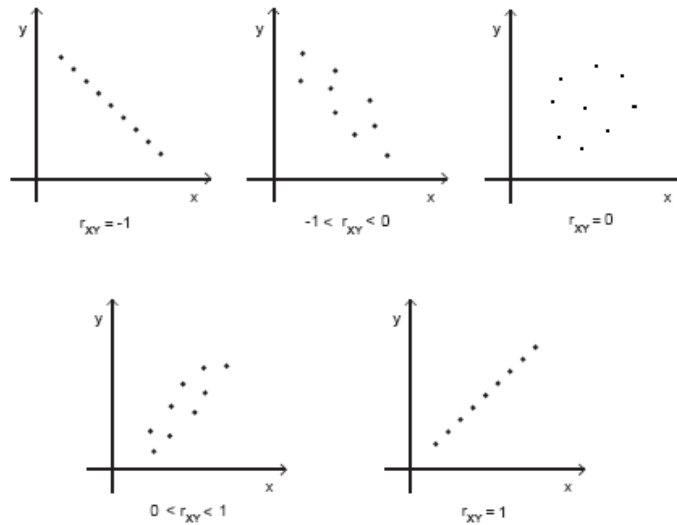 y
x
r_XY = -1
y
x
-1 < r_XY < 0
y
x
r_XY = 0
y
x
0 < r_XY < 1
y
x
r_XY = 1